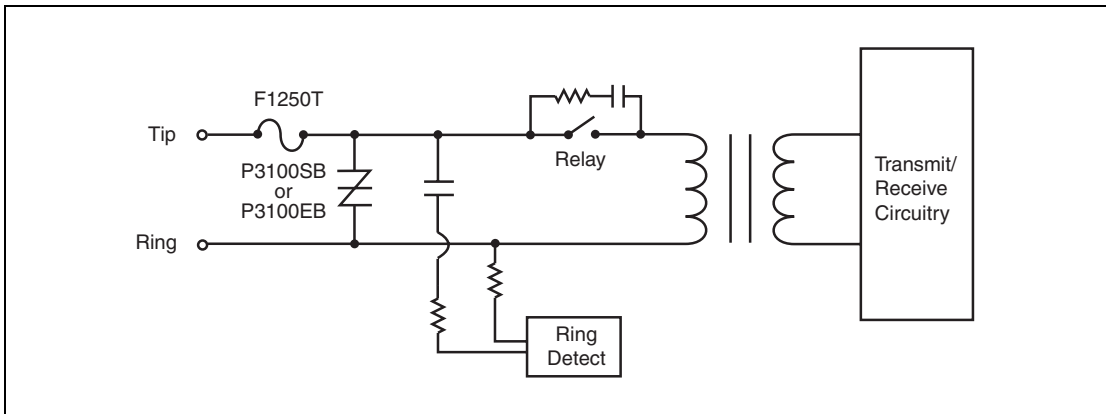 F1250T
Tip
P3100SB
or
P3100EB
Ring
Relay
Transmit/
Receive
Circuitry
Ring
Detect